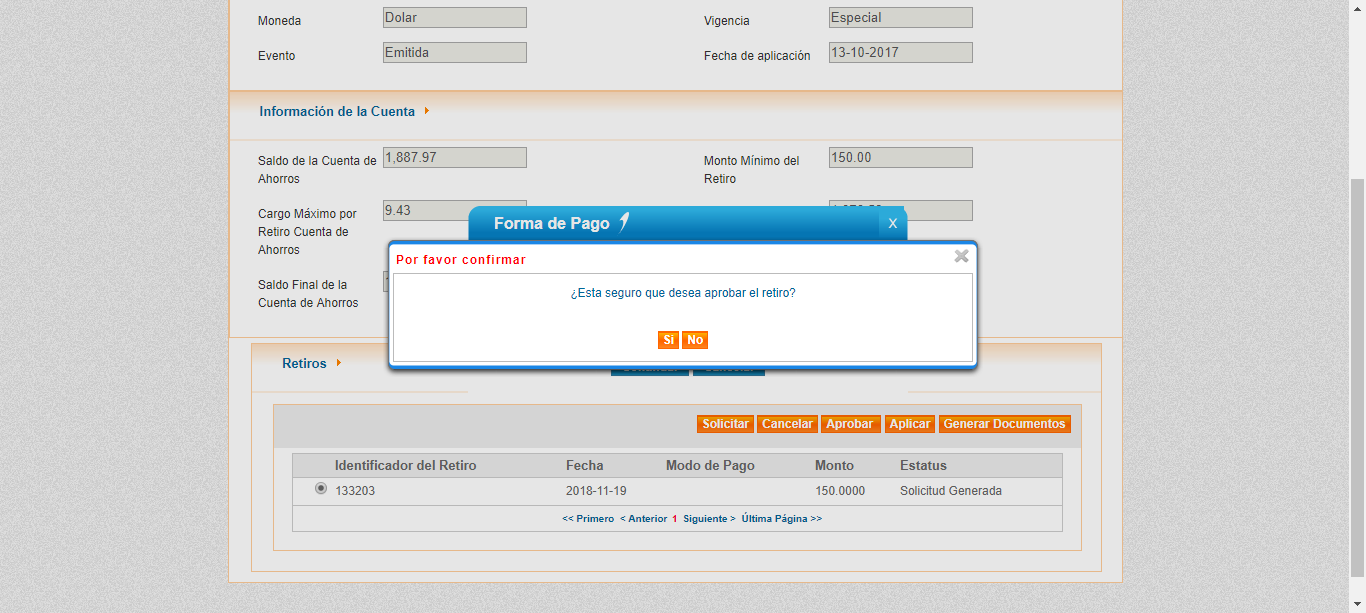 Moneda Dolar Vigencia Especial
Evento Emitida Fecha de aplicación 13-10-2017
Información de la Cuenta
Saldo de la Cuenta de Ahorros 1,887.97 Monto Mínimo del Retiro 150.00
Cargo Máximo por Retiro Cuenta de Ahorros 9.43
Forma de Pago X
Saldo Final de la Cuenta de Ahorros
Por favor confirmar
¿Esta seguro que desea aprobar el retiro?
Si No
Retiros
Solicitar Cancelar Aprobar Aplicar Generar Documentos
Identificador del Retiro Fecha Modo de Pago Monto Estatus
133203 2018-11-19 150.0000 Solicitud Generada
<< Primero < Anterior 1 Siguiente > Última Página >>